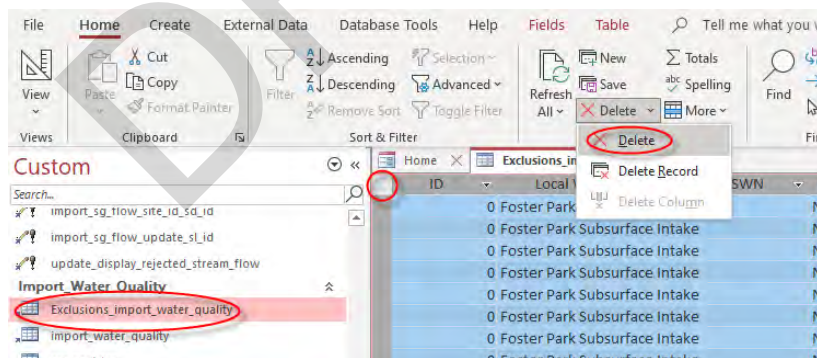 File Home Create External Data Database Tools Help Fields Table Tell me what you
View
Paste
Cut
Copy
Format Painter
Filter
Ascending
Descending
Remove Sort
Selection
Advanced
Toggle Filter
Refresh All
New
Save
Delete
Totals
Spelling
More
Find
Views Clipboard Sort & Filter
Delete
Delete Record
Delete Column
Custom
Search...
import_sg_flow_site_id_sd_id
import_sg_flow_update_sl_id
update_display_rejected_stream_flow
Import_Water_Quality
Exclusions_import_water_quality
import_water_quality
Home Exclusions_im
ID Local SWN
0 Foster Park
0 Foster Park Subsurface Intake
0 Foster Park Subsurface Intake
0 Foster Park Subsurface Intake
0 Foster Park Subsurface Intake
0 Foster Park Subsurface Intake
0 Foster Park Subsurface Intake